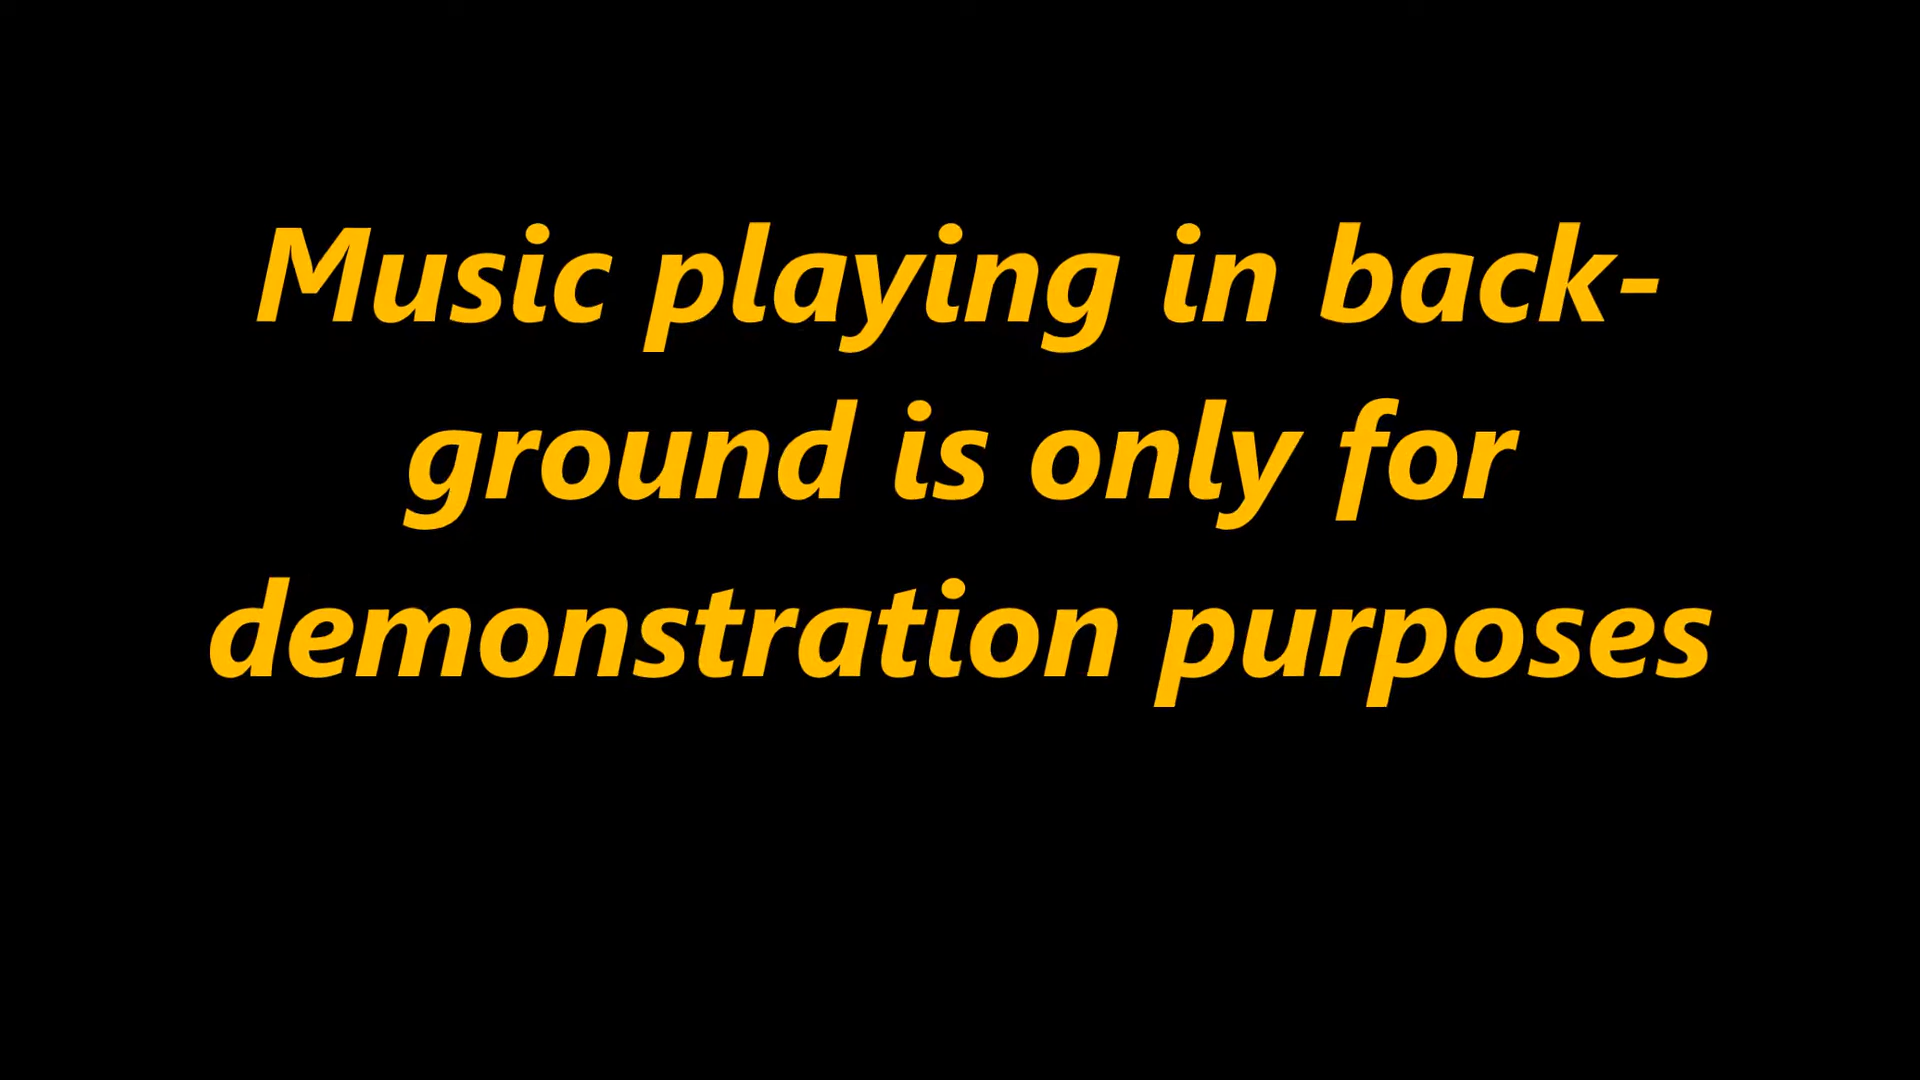 Music playing in back-
ground is only for
demonstration purposes